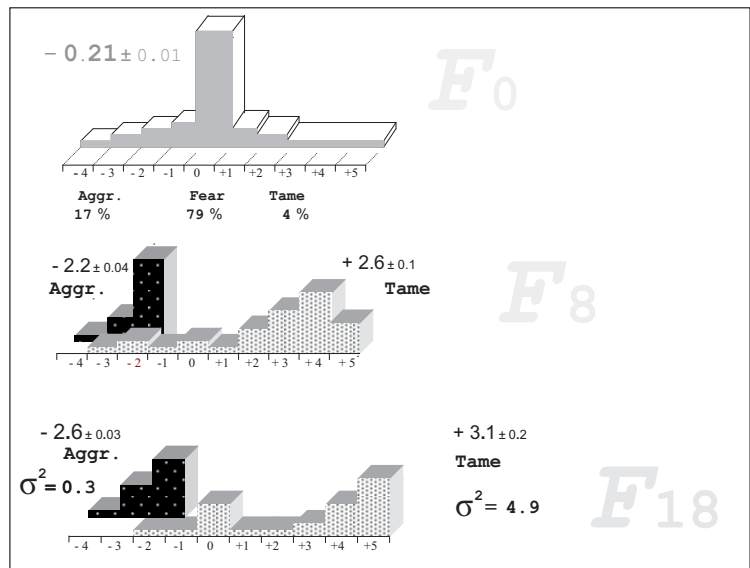 - 0.21± 0.01
F0
- 4 - 3 - 2 -1 0 +1 +2 +3 +4 +5
Aggr. Fear Tame
17 % 79 % 4 %
- 2.2± 0.04 + 2.6± 0.1
Aggr. Tame
F8
- 4 - 3 - 2 -1 0 +1 +2 + 3 + 4 + 5
- 2.6± 0.03 + 3.1± 0.2
Aggr. Tame
σ2= 0.3 σ2= 4.9
F18
- 4 - 3 - 2 -1 0 +1 +2 +3 +4 +5